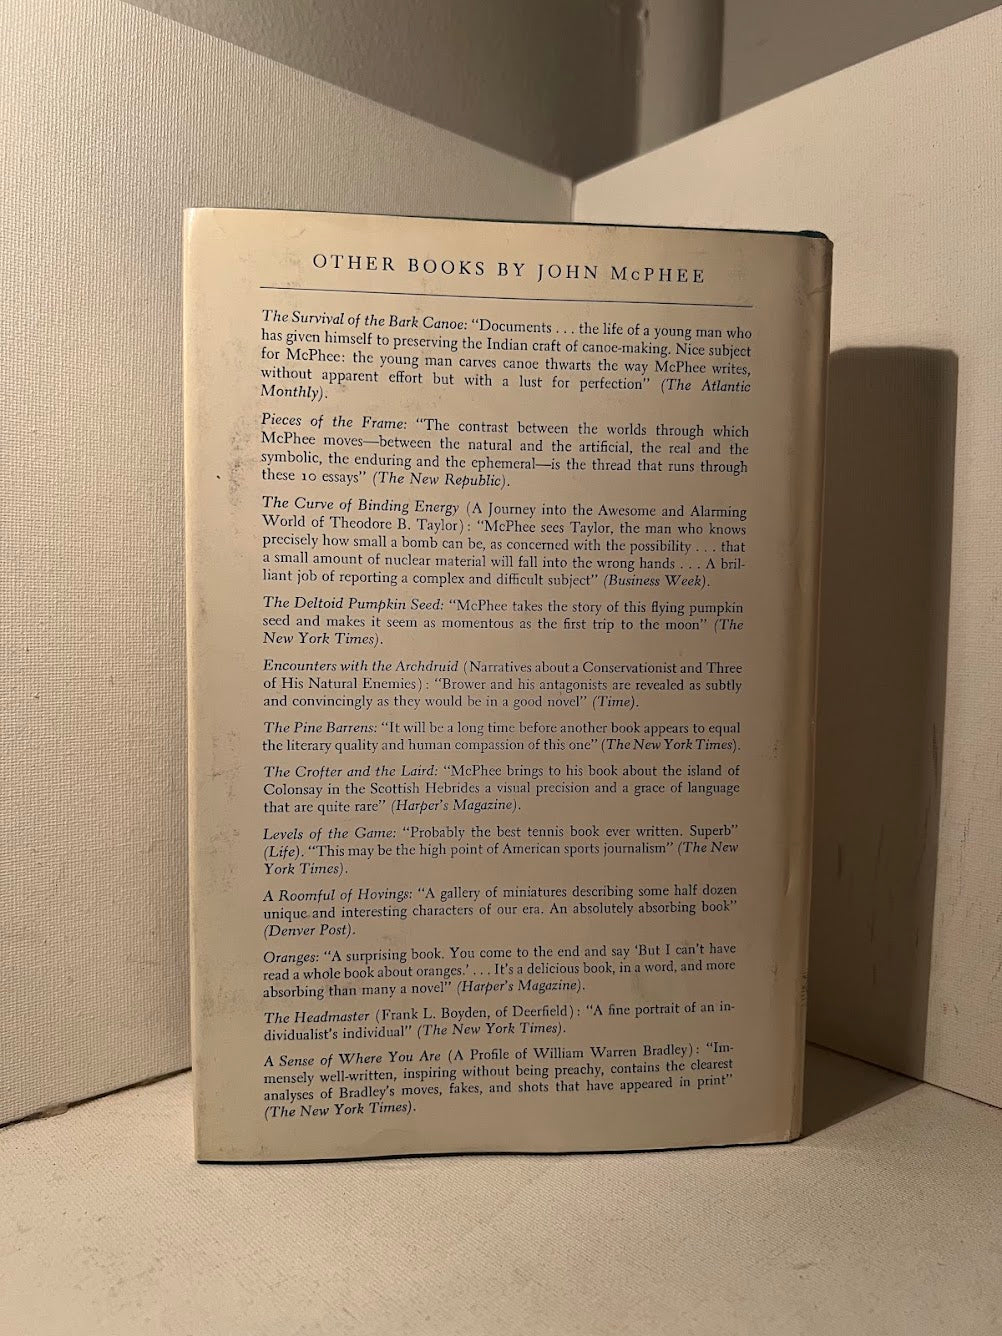 OTHER BOOKS BY JOHN McPHEE
The Survival of the Bark Canoe: “Documents . . . the life of a young man who
has given himself to preserving the Indian craft of canoe-making. Nice subject
for McPhee: the young man carves canoe thwarts the way McPhee writes,
without apparent effort but with a lust for perfection” (The Atlantic
Monthly).
Pieces of the Frame: “The contrast between the worlds through which
McPhee moves—between the natural and the artificial, the real and the
symbolic, the enduring and the ephemeral—is the thread that runs through
these 10 essays” (The New Republic).
The Curve of Binding Energy (A Journey into the Awesome and Alarming
World of Theodore B. Taylor): “McPhee sees Taylor, the man who knows
precisely how small a bomb can be, as concerned with the possibility . . . that
a small amount of nuclear material will fall into the wrong hands . . . A bril-
liant job of reporting a complex and difficult subject” (Business Week).
The Deltoid Pumpkin Seed: “McPhee takes the story of this flying pumpkin
seed and makes it seem as momentous as the first trip to the moon” (The
New York Times).
Encounters with the Archdruid (Narratives about a Conservationist and Three
of His Natural Enemies): “Brower and his antagonists are revealed as subtly
and convincingly as they would be in a good novel” (Time).
The Pine Barrens: “It will be a long time before another book appears to equal
the literary quality and human compassion of this one” (The New York Times).
The Crofter and the Laird: “McPhee brings to his book about the island of
Colonsay in the Scottish Hebrides a visual precision and a grace of language
that are quite rare” (Harper's Magazine).
Levels of the Game: “Probably the best tennis book ever written. Superb”
(Life). “This may be the high point of American sports journalism” (The New
York Times).
A Roomful of Hovings: “A gallery of miniatures describing some half dozen
unique and interesting characters of our era. An absolutely absorbing book”
(Denver Post).
Oranges: “A surprising book. You come to the end and say ‘But I can't have
read a whole book about oranges.’ . . . It's a delicious book, in a word, and more
absorbing than many a novel” (Harper's Magazine).
The Headmaster (Frank L. Boyden, of Deerfield): “A fine portrait of an in-
dividualist's individual” (The New York Times).
A Sense of Where You Are (A Profile of William Warren Bradley): “Im-
mensely well-written, inspiring without being preachy, contains the clearest
analyses of Bradley's moves, fakes, and shots that have appeared in print”
(The New York Times).